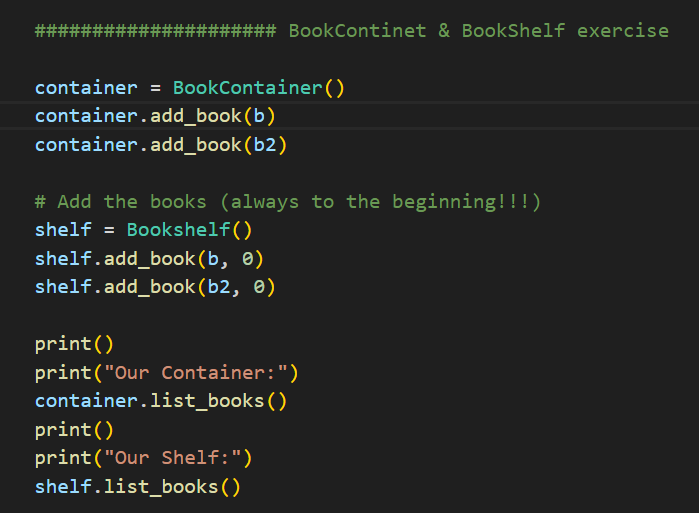 ##################### BookContinet & BookShelf exercise
container = BookContainer()
container.add_book(b)
container.add_book(b2)
# Add the books (always to the beginning!!!)
shelf = Bookshelf()
shelf.add_book(b, 0)
shelf.add_book(b2, 0)
print()
print("Our Container:")
container.list_books()
print()
print("Our Shelf:")
shelf.list_books()